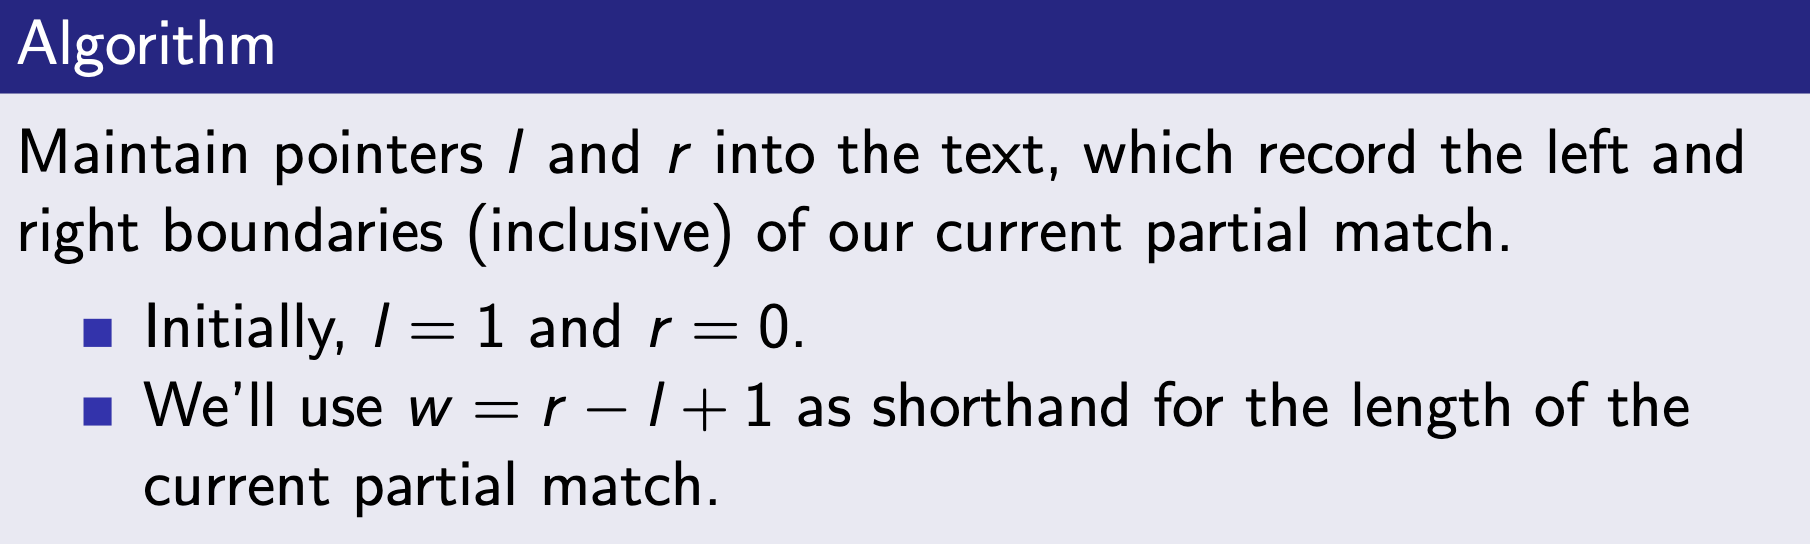 Algorithm
Maintain pointers l and r into the text, which record the left and
right boundaries (inclusive) of our current partial match.
Initially, l = 1 and r = 0.
We'll use w = r − l + 1 as shorthand for the length of the
current partial match.